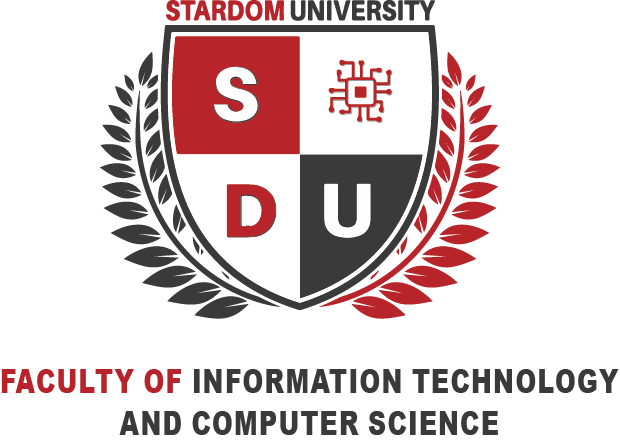 STARDOM UNIVERSITY
S
D U
FACULTY OF INFORMATION TECHNOLOGY
AND COMPUTER SCIENCE